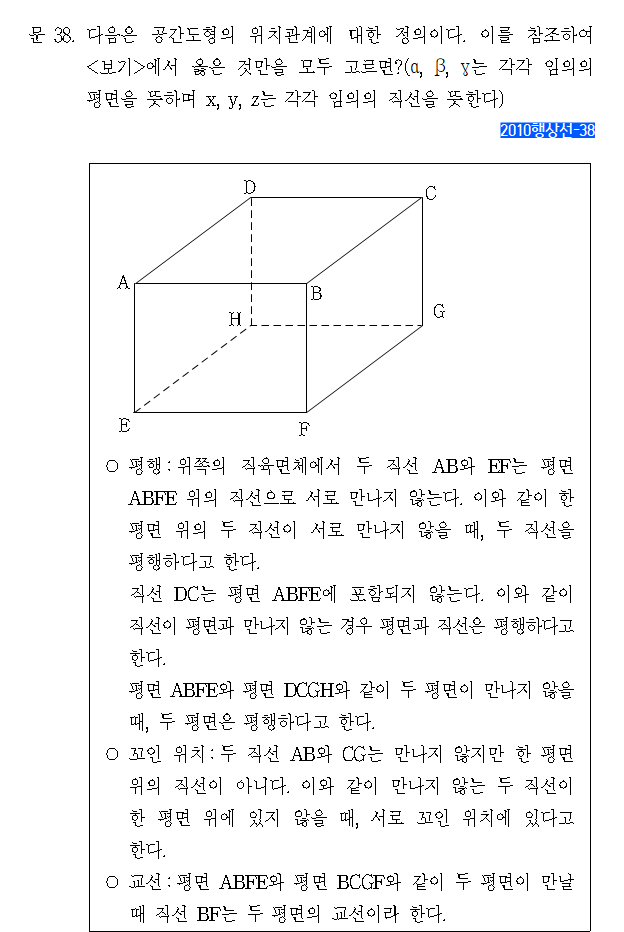 문 38. 다음은 공간도형의 위치관계에 대한 정의이다. 이를 참조하여
<보기>에서 옳은 것만을 모두 고르면?(α, β, γ는 각각 임의의
평면을 뜻하며 x, y, z는 각각 임의의 직선을 뜻한다)
2010행상선-38
D
C
A
B
H
G
E
F
○ 평행 : 위쪽의 직육면체에서 두 직선 AB와 EF는 평면
ABFE 위의 직선으로 서로 만나지 않는다. 이와 같이 한
평면 위의 두 직선이 서로 만나지 않을 때, 두 직선을
평행하다고 한다.
직선 DC는 평면 ABFE에 포함되지 않는다. 이와 같이
직선이 평면과 만나지 않는 경우 평면과 직선은 평행하다고
한다.
평면 ABFE와 평면 DCGH와 같이 두 평면이 만나지 않을
때, 두 평면은 평행하다고 한다.
○ 꼬인 위치 : 두 직선 AB와 CG는 만나지 않지만 한 평면
위의 직선이 아니다. 이와 같이 만나지 않는 두 직선이
한 평면 위에 있지 않을 때, 서로 꼬인 위치에 있다고
한다.
○ 교선 : 평면 ABFE와 평면 BCGF와 같이 두 평면이 만날
때 직선 BF는 두 평면의 교선이라 한다.